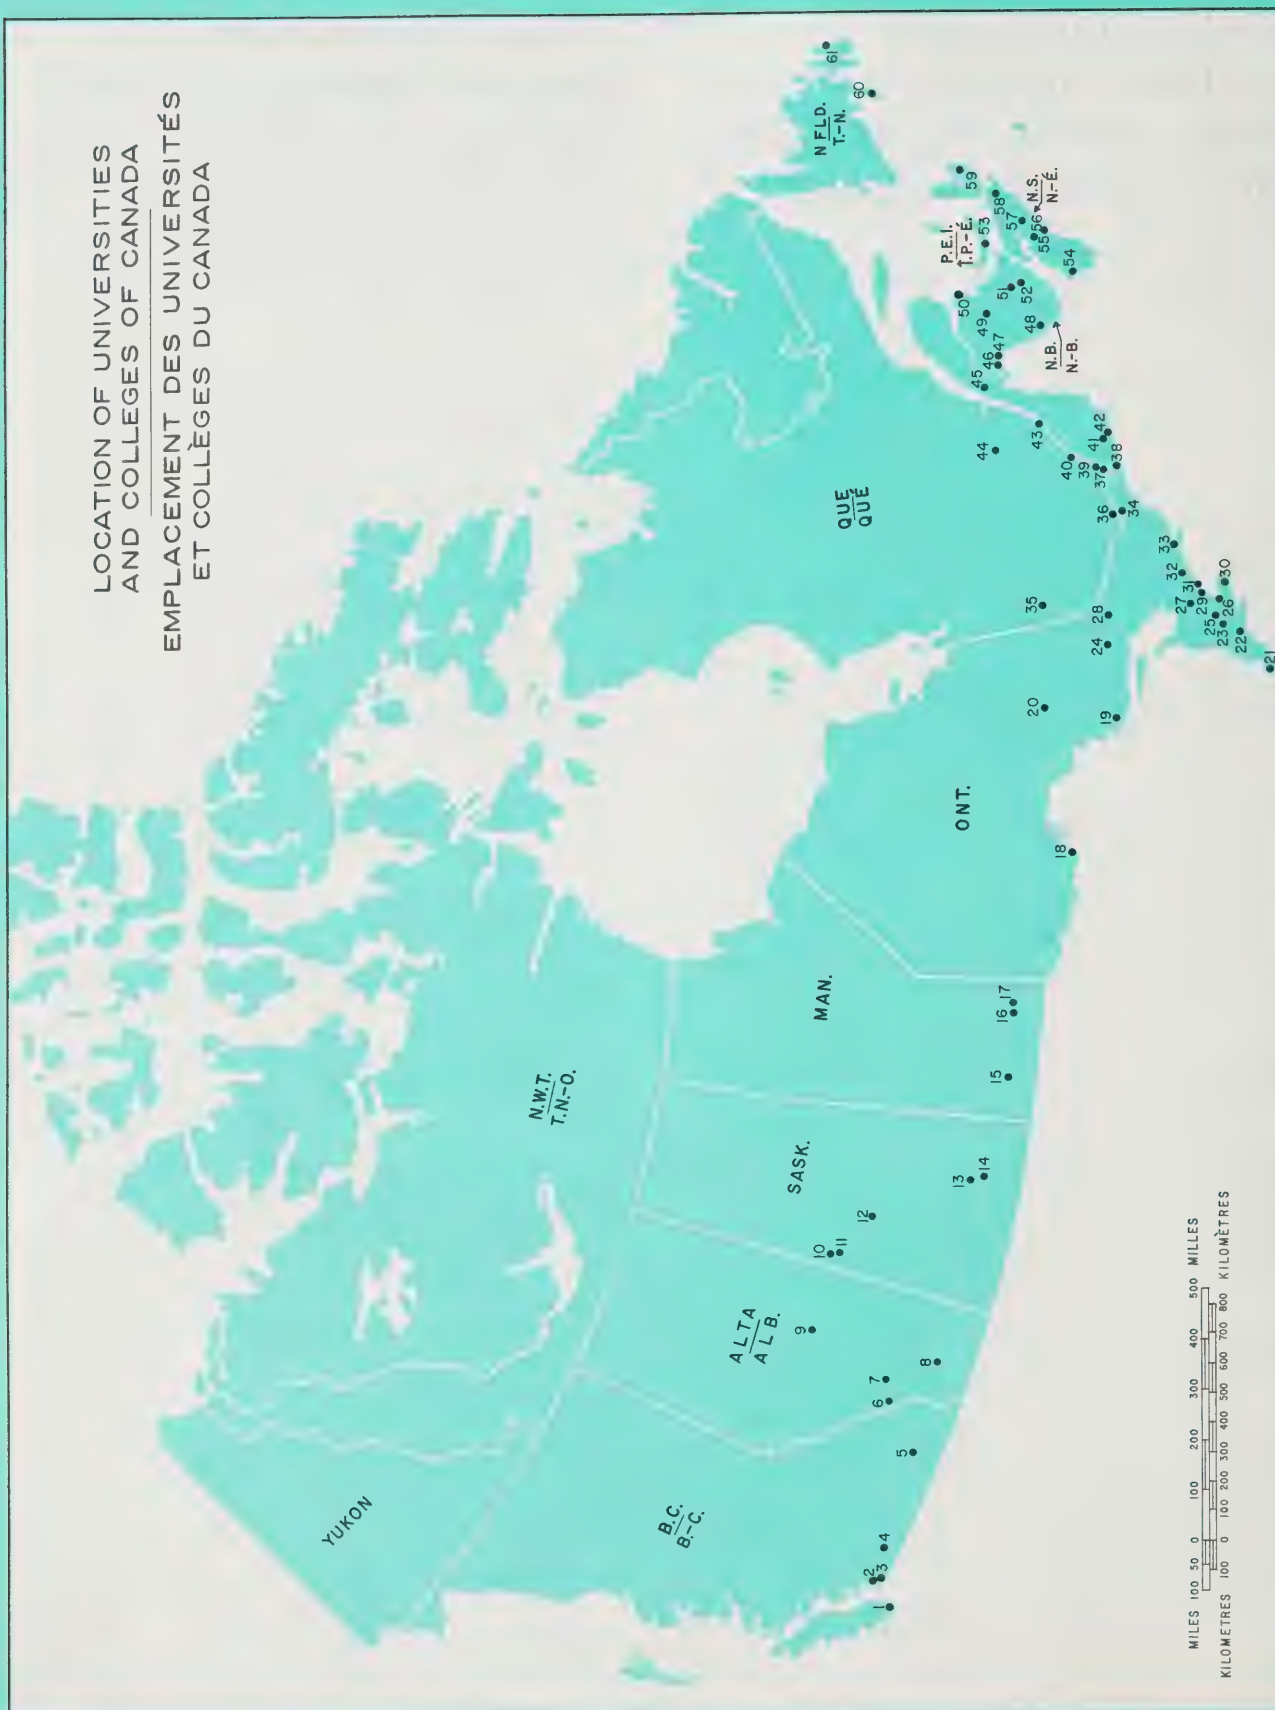 LOCATION OF UNIVERSITIES
AND COLLEGES OF CANADA
EMPLACEMENT DES UNIVERSITÉS
ET COLLÈGES DU CANADA
YUKON
N.W.T.
T.N.-O.
B.C.
B.-C.
ALTA
ALB.
SASK.
MAN.
ONT.
QUE
QUÉ
NFLD.
T.-N.
P.E.I.
I.P.-É.
N.S.
N.-É.
N.B.
N.-B.
1
2
3
4
5
6
7
8
9
10
11
12
13
14
15
16
17
18
19
20
21
22
23
24
25
26
27
28
29
30
31
32
33
34
35
36
37
38
39
40
41
42
43
44
45
46
47
48
49
50
51
52
53
54
55
56
57
58
59
60
61
MILES 100 50 0 100 200 300 400 500 MILLES
KILOMETRES 100 0 100 200 300 400 500 600 700 800 KILOMÈTRES